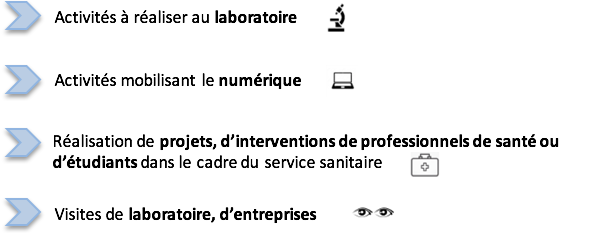 Activités à réaliser au laboratoire
Activités mobilisant le numérique
Réalisation de projets, d'interventions de professionnels de santé ou
d'étudiants dans le cadre du service sanitaire
Visites de laboratoire, d'entreprises